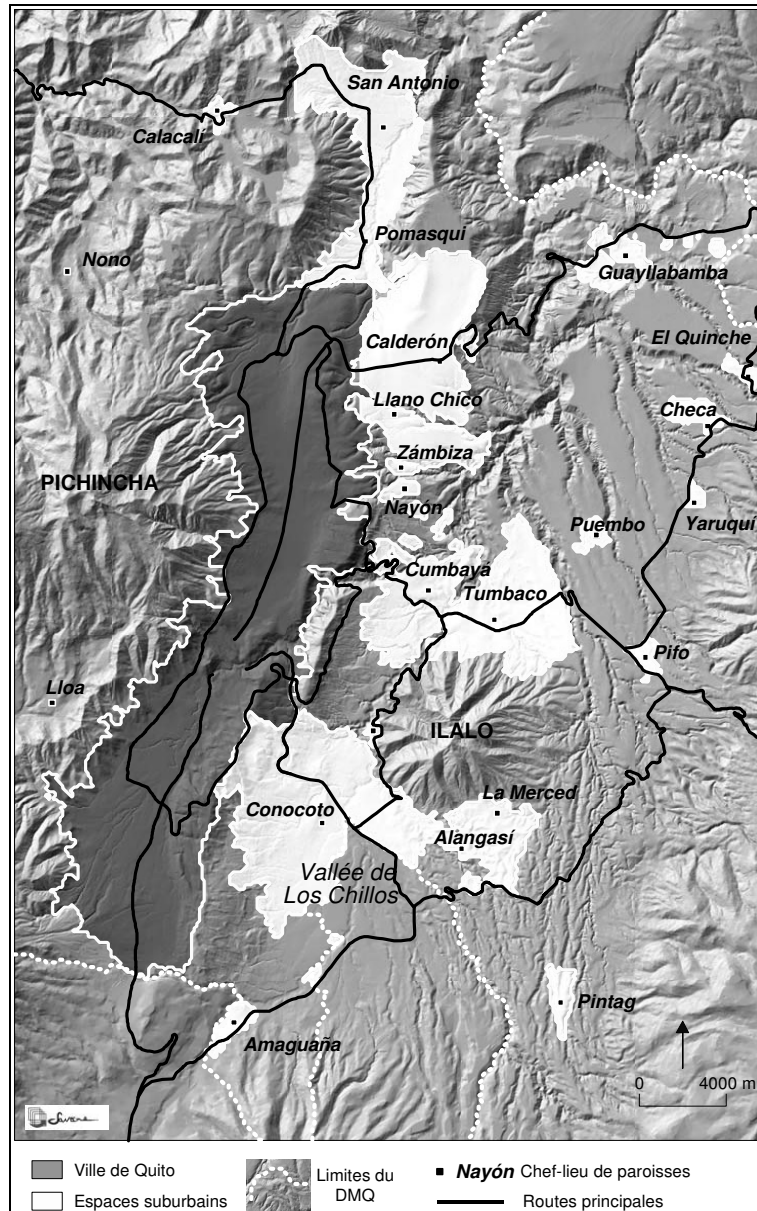 San Antonio
Calacalí
Pomasqui
Nono
Guayllabamba
Calderón
El Quinche
Llano Chico
Checa
Zámbiza
PICHINCHA
Nayón
Puembo
Yaruquí
Cumbayá
Tumbaco
Pifo
Lloa
ILALO
La Merced
Conocoto
Alangasí
Vallée de
Los Chillos
Pintag
Amaguaña
0 4000 m
Savane
Ville de Quito
Espaces suburbains
Limites du
DMQ
Nayón Chef-lieu de paroisses
Routes principales